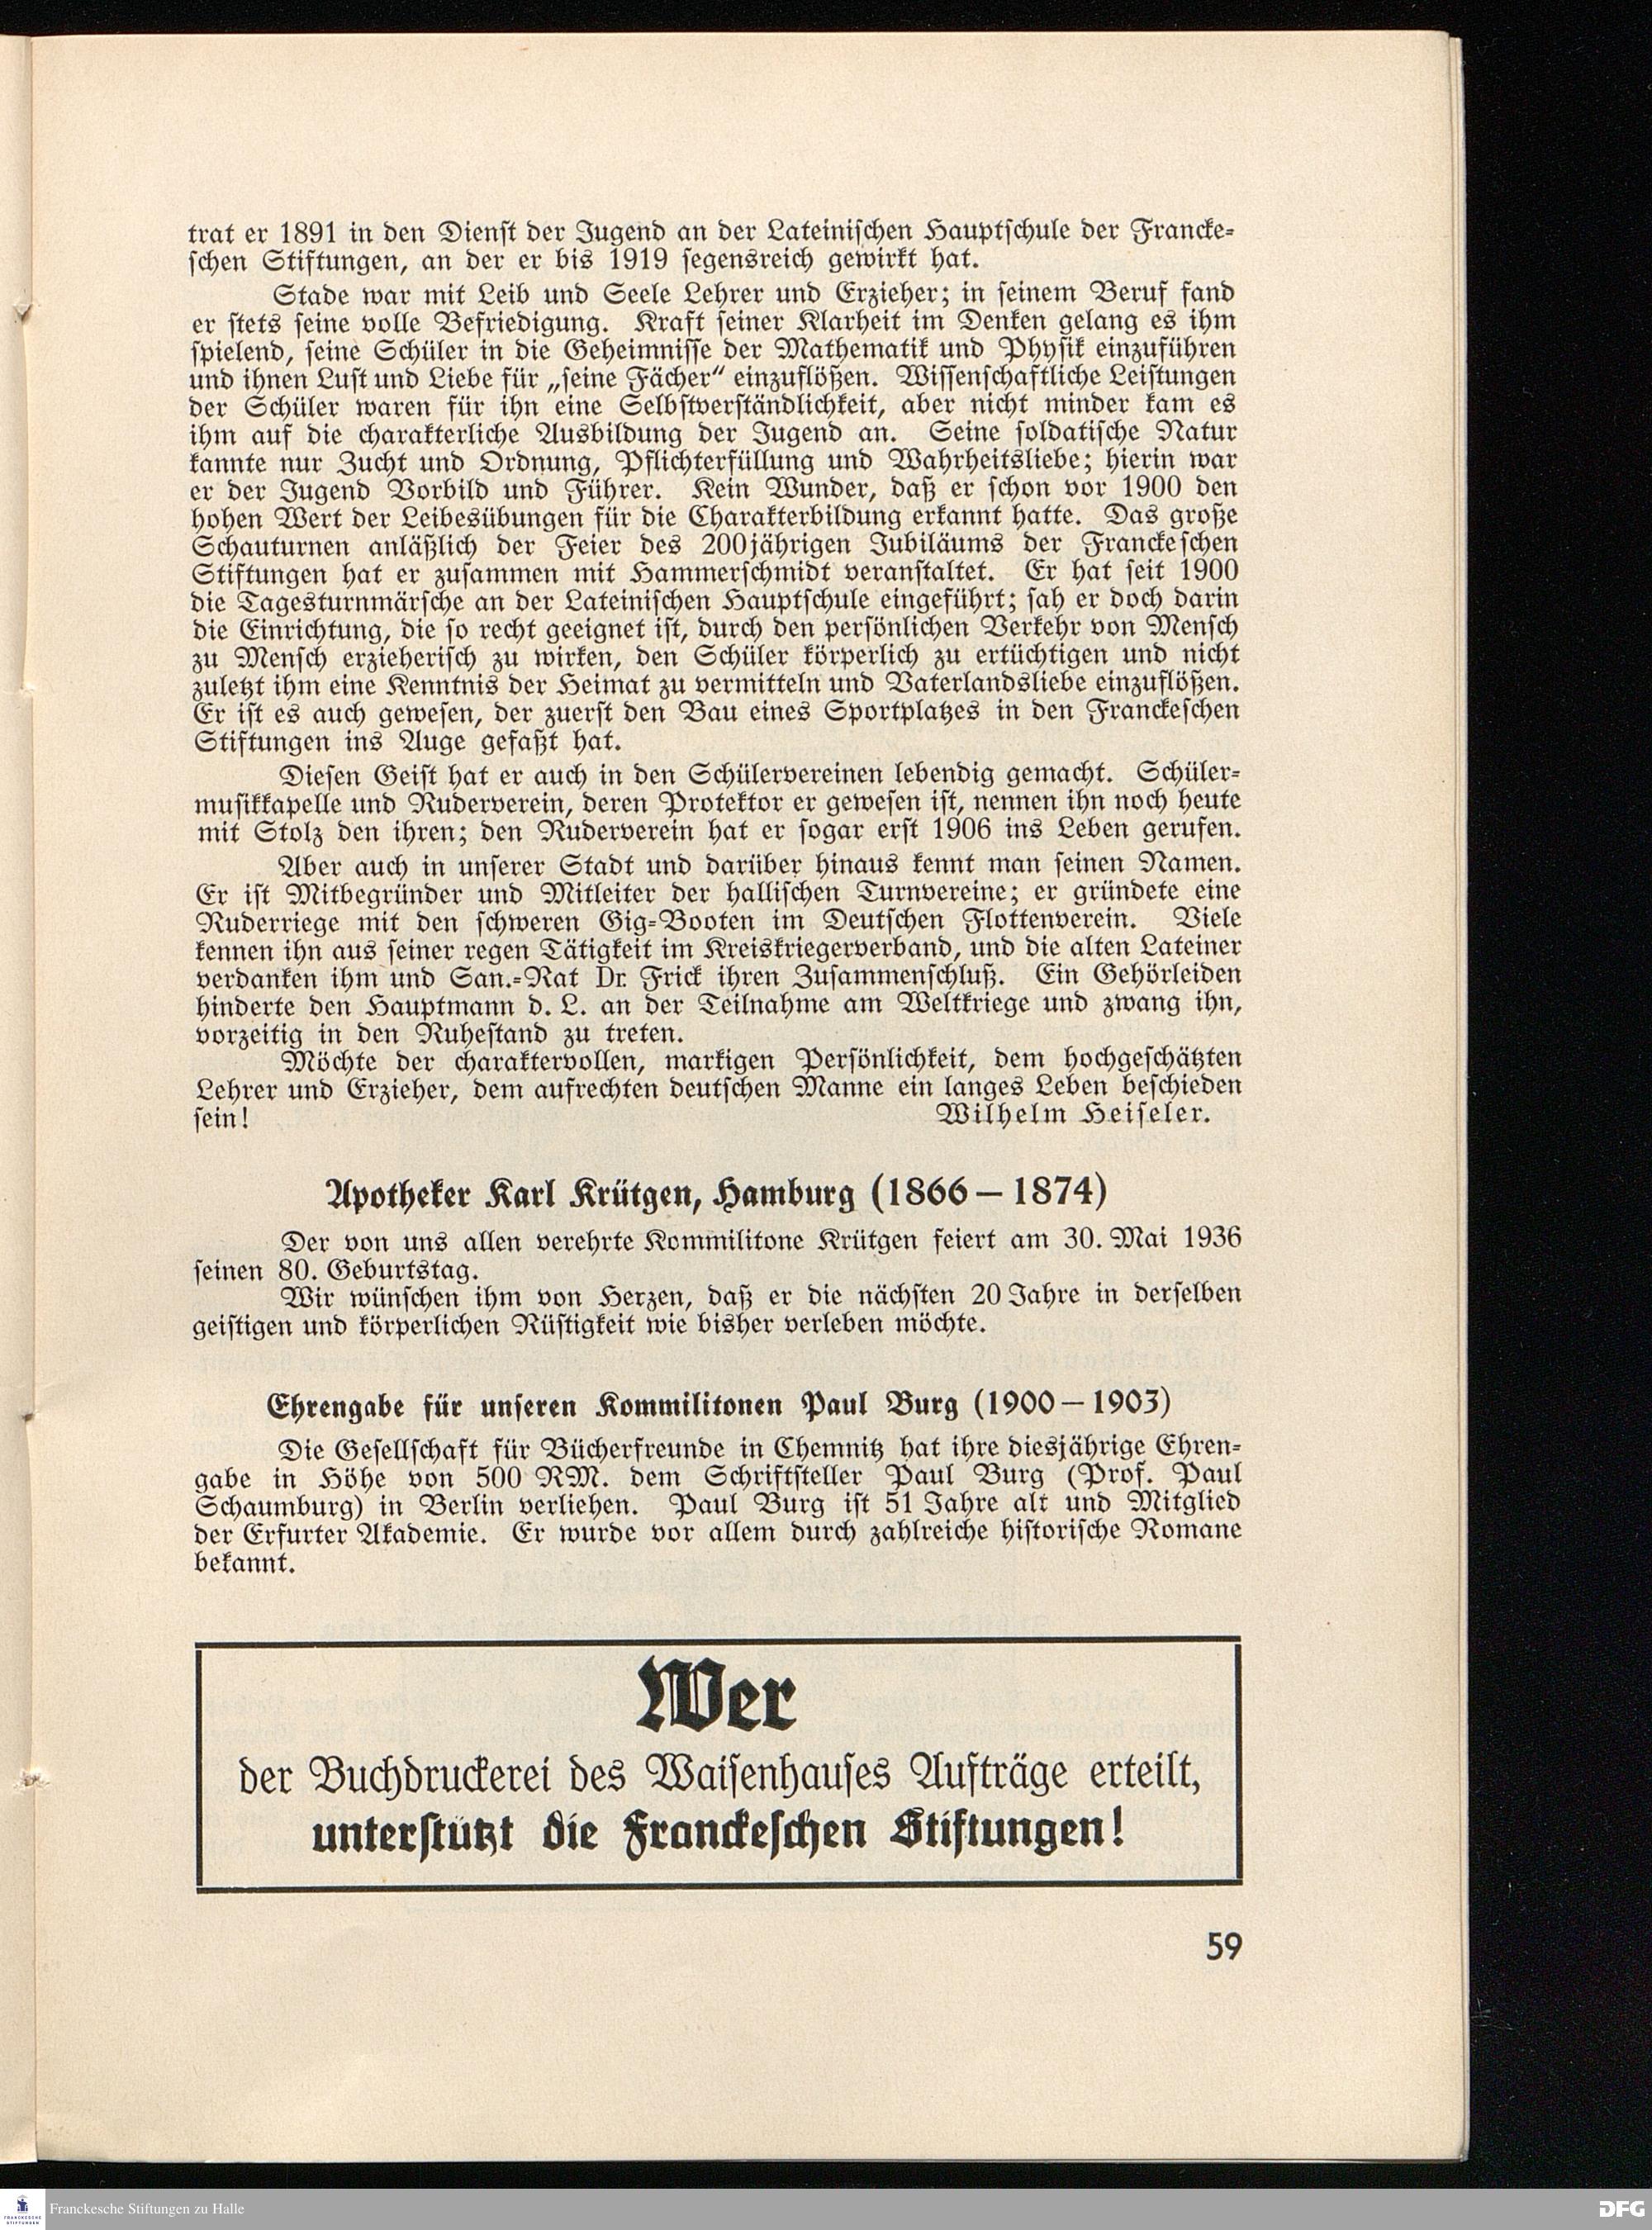 trat er 1891 in den Dienst der Jugend an der Lateinischen Hauptschule der Francke-
schen Stiftungen, an der er bis 1919 segensreich gewirkt hat.
Stade war mit Leib und Seele Lehrer und Erzieher; in seinem Beruf fand
er stets seine volle Befriedigung. Kraft seiner Klarheit im Denken gelang es ihm
spielend, seine Schüler in die Geheimnisse der Mathematik und Physik einzuführen
und ihnen Lust und Liebe für „seine Fächer“ einzuflößen. Wissenschaftliche Leistungen
der Schüler waren für ihn eine Selbstverständlichkeit, aber nicht minder kam es
ihm auf die charakterliche Ausbildung der Jugend an. Seine soldatische Natur
kannte nur Zucht und Ordnung, Pflichterfüllung und Wahrheitsliebe; hierin war
er der Jugend Vorbild und Führer. Kein Wunder, daß er schon vor 1900 den
hohen Wert der Leibesübungen für die Charakterbildung erkannt hatte. Das große
Schauturnen anläßlich der Feier des 200jährigen Jubiläums der Franckeschen
Stiftungen hat er zusammen mit Hammerschmidt veranstaltet. Er hat seit 1900
die Tagesturnmärsche an der Lateinischen Hauptschule eingeführt; sah er doch darin
die Einrichtung, die so recht geeignet ist, durch den persönlichen Verkehr von Mensch
zu Mensch erzieherisch zu wirken, den Schüler körperlich zu ertüchtigen und nicht
zuletzt ihm eine Kenntnis der Heimat zu vermitteln und Vaterlandsliebe einzuflößen.
Er ist es auch gewesen, der zuerst den Bau eines Sportplatzes in den Franckeschen
Stiftungen ins Auge gefaßt hat.
Diesen Geist hat er auch in den Schülervereinen lebendig gemacht. Schüler-
musikkapelle und Ruderverein, deren Protektor er gewesen ist, nennen ihn noch heute
mit Stolz den ihren; den Ruderverein hat er sogar erst 1906 ins Leben gerufen.
Aber auch in unserer Stadt und darüber hinaus kennt man seinen Namen.
Er ist Mitbegründer und Mitleiter der hallischen Turnvereine; er gründete eine
Ruderriege mit den schweren Gig-Booten im Deutschen Flottenverein. Viele
kennen ihn aus seiner regen Tätigkeit im Kreiskriegerverband, und die alten Lateiner
verdanken ihm und San.-Rat Dr. Frick ihren Zusammenschluß. Ein Gehörleiden
hinderte den Hauptmann d. L. an der Teilnahme am Weltkriege und zwang ihn,
vorzeitig in den Ruhestand zu treten.
Möchte der charaktervollen, markigen Persönlichkeit, dem hochgeschätzten
Lehrer und Erzieher, dem aufrechten deutschen Manne ein langes Leben beschieden
sein! Wilhelm Heiseler.
Apotheker Karl Krütgen, Hamburg (1866 – 1874)
Der von uns allen verehrte Kommilitone Krütgen feiert am 30. Mai 1936
seinen 80. Geburtstag.
Wir wünschen ihm von Herzen, daß er die nächsten 20 Jahre in derselben
geistigen und körperlichen Rüstigkeit wie bisher verleben möchte.
Ehrengabe für unseren Kommilitonen Paul Burg (1900 – 1903)
Die Gesellschaft für Bücherfreunde in Chemnitz hat ihre diesjährige Ehren-
gabe in Höhe von 500 RM. dem Schriftsteller Paul Burg (Prof. Paul
Schaumburg) in Berlin verliehen. Paul Burg ist 51 Jahre alt und Mitglied
der Erfurter Akademie. Er wurde vor allem durch zahlreiche historische Romane
bekannt.
Wer
der Buchdruckerei des Waisenhauses Aufträge erteilt,
unterstützt die Franckeschen Stiftungen!
59
FRANCKESCHE
STIFTUNGEN
Franckesche Stiftungen zu Halle
DFG